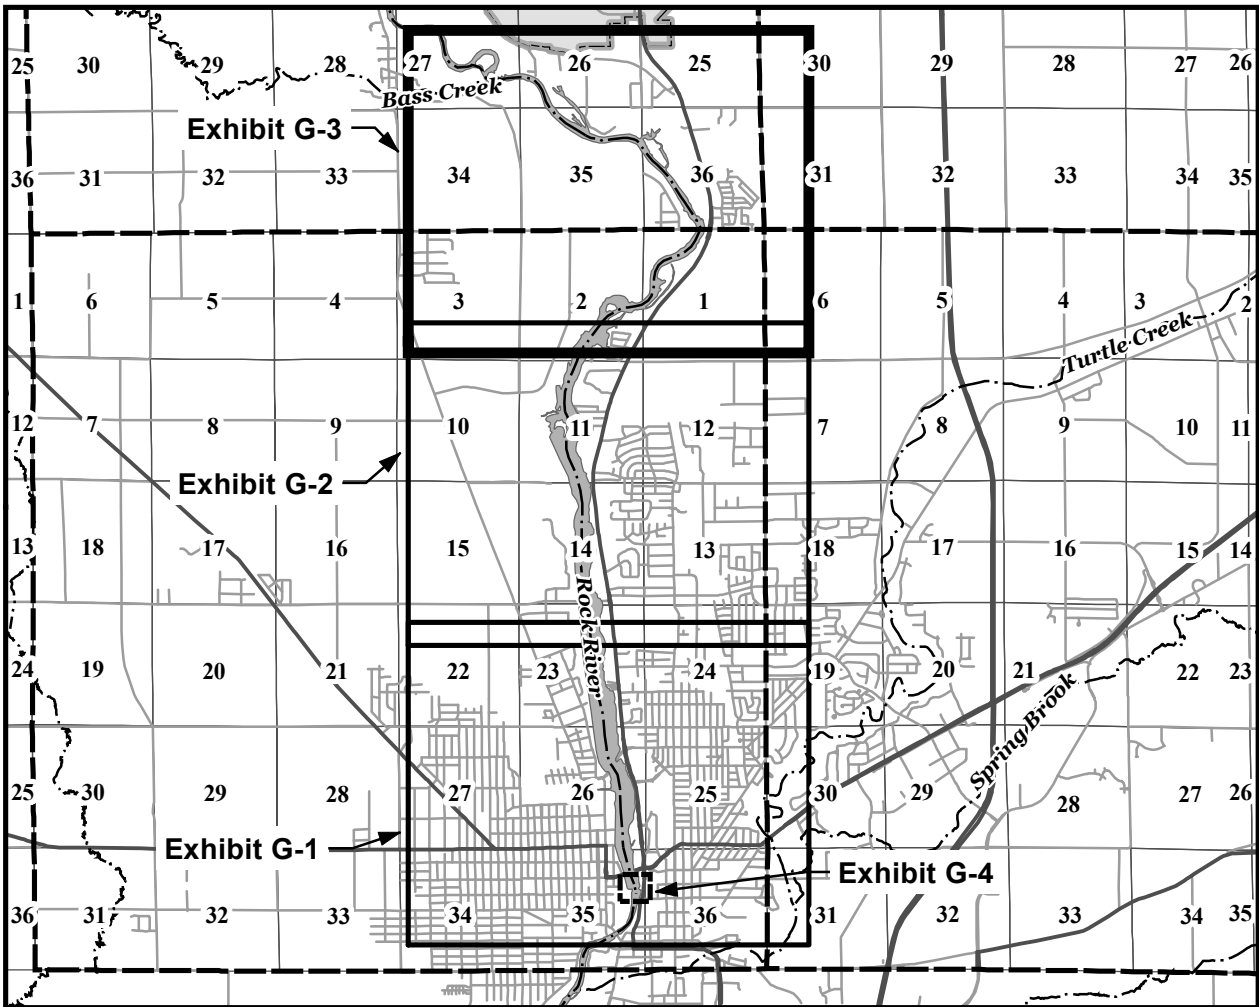 25 30 29 28 27 26 25 30 29 28 27 26
Bass Creek
Exhibit G-3
36 31 32 33 34 35 36 31 32 33 34 35
1 6 5 4 3 2 1 6 5 4 3 2
Turtle Creek
12 7 8 9 10 11 12 7 8 9 10 11
Exhibit G-2
13 18 17 16 15 14 13 18 17 16 15 14
Rock River
24 19 20 21 22 23 24 19 20 21 22 23
Spring Brook
25 30 29 28 27 26 25 30 29 28 27 26
Exhibit G-1
Exhibit G-4
36 31 32 33 34 35 36 31 32 33 34 35